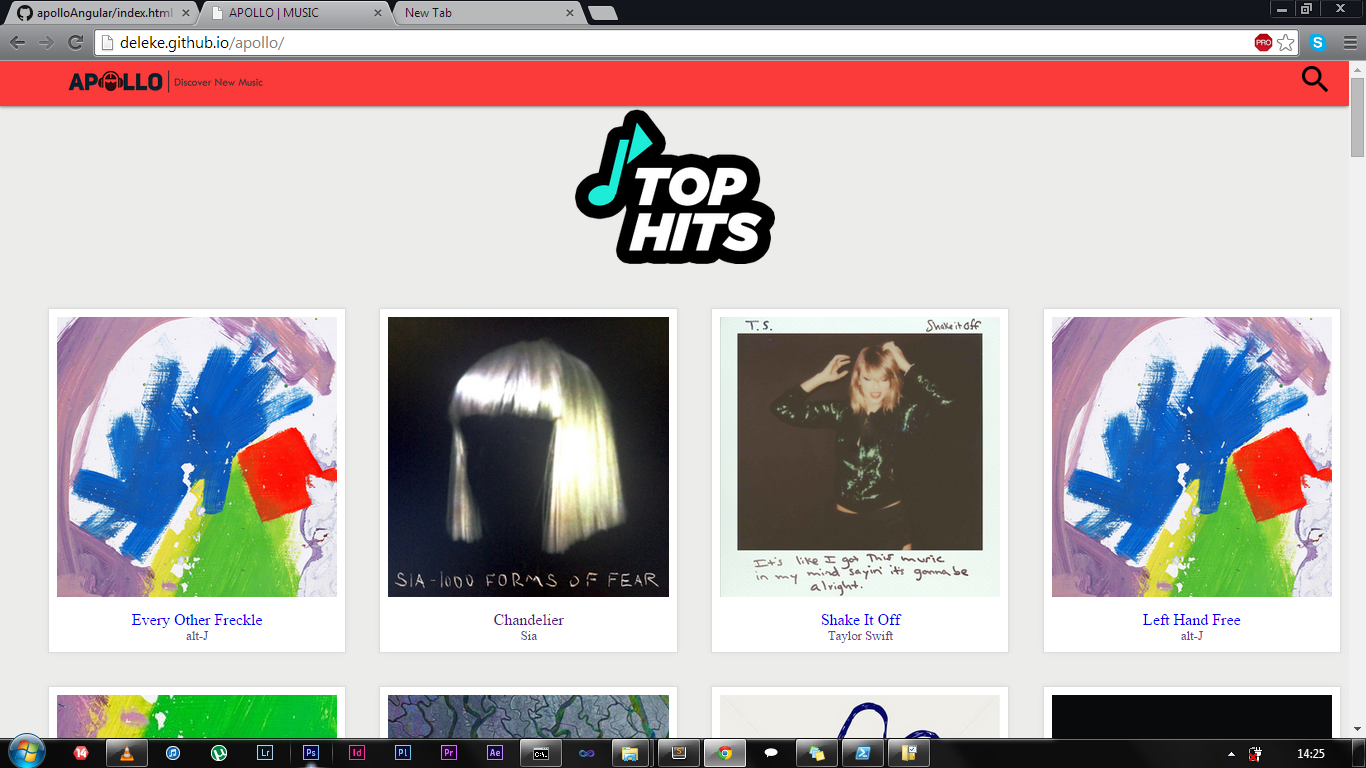 apolloAngular/index.html
APOLLO | MUSIC
New Tab
deleke.github.io/apollo/
PRO
APOLLO | Discover New Music
TOP
HITS
T.S. Shake it Off
SIA - 1000 FORMS OF FEAR
It's like I got This music
in my mind sayin' it's gonna be
alright.
Every Other Freckle
alt-J
Chandelier
Sia
Shake It Off
Taylor Swift
Left Hand Free
alt-J
14
Lr
Ps
Id
Pl
Pr
Ae
C:\.
S
14:25